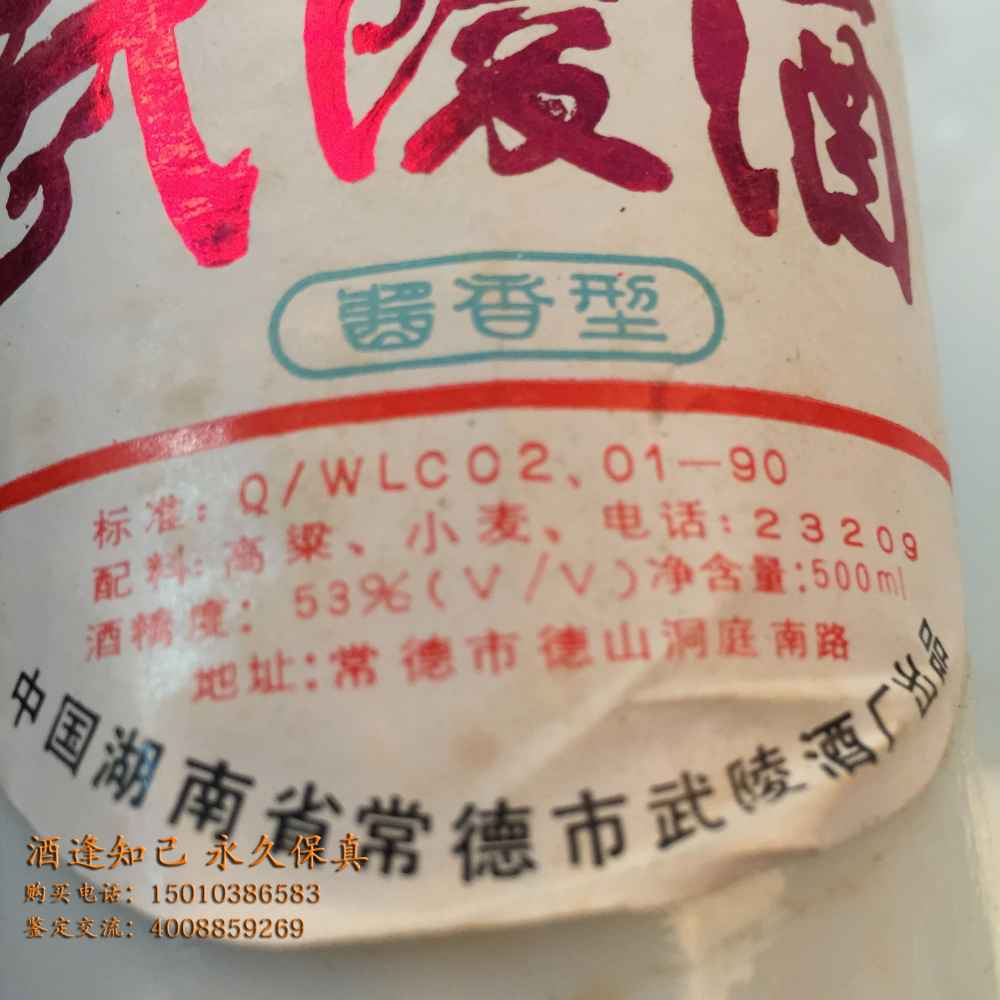 武陵酒
酱香型
标准: Q/WLC02、01—90
配料: 高粱、小麦、电话: 23209
酒精度: 53%(V/V)净含量:500ml
地址: 常德市德山洞庭南路
中国湖南省常德市武陵酒厂出品
酒逢知己 永久保真
购买电话: 15010386583
鉴定交流: 4008859269